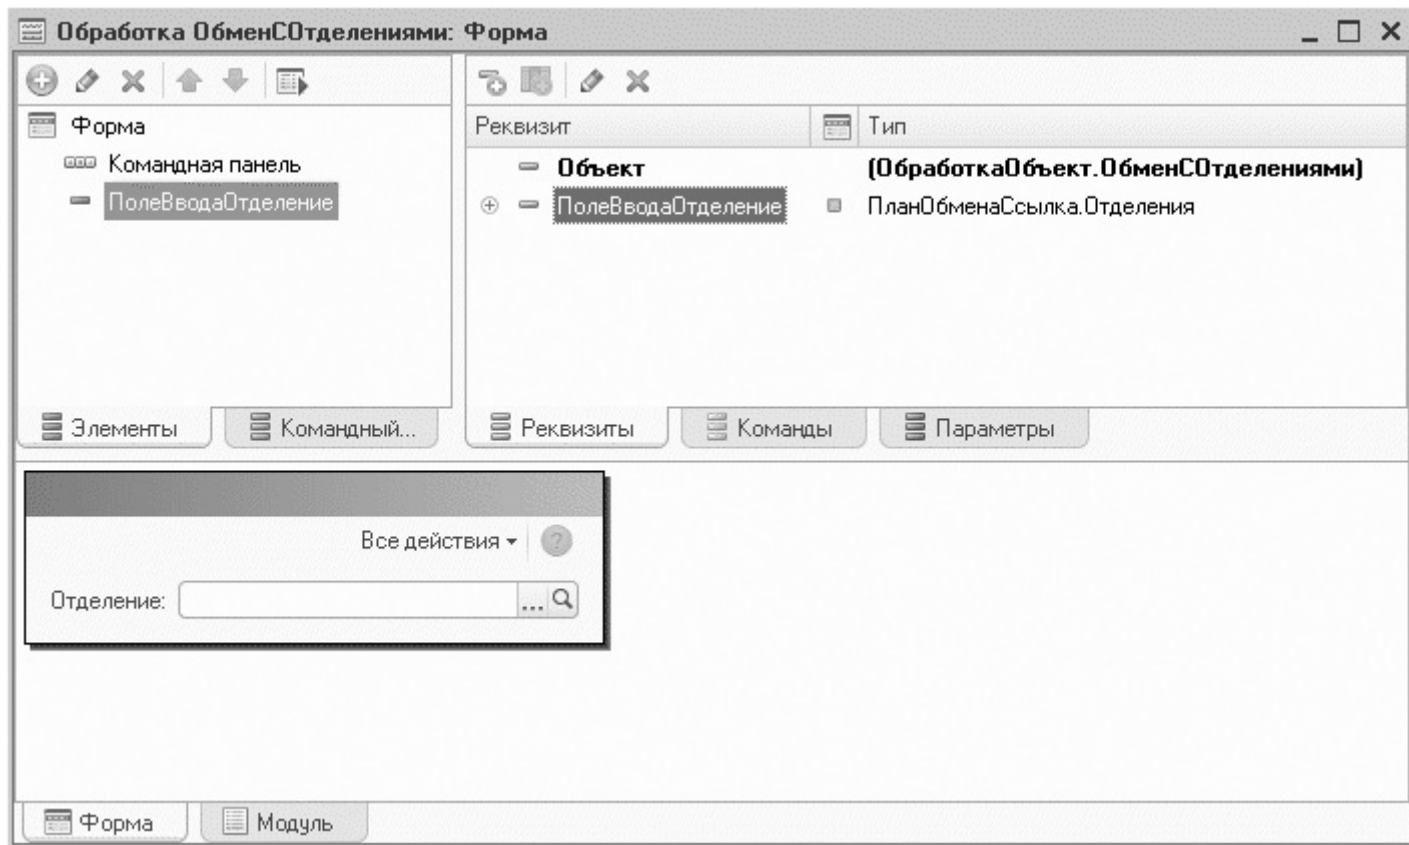 Обработка ОбменСОтделениями: Форма
Форма
Командная панель
ПолеВводаОтделение
Элементы
Командный...
Реквизит
Тип
Объект
(ОбработкаОбъект.ОбменСОтделениями)
ПолеВводаОтделение
ПланОбменаСсылка.Отделения
Реквизиты
Команды
Параметры
Все действия
?
Отделение:
...
Форма
Модуль